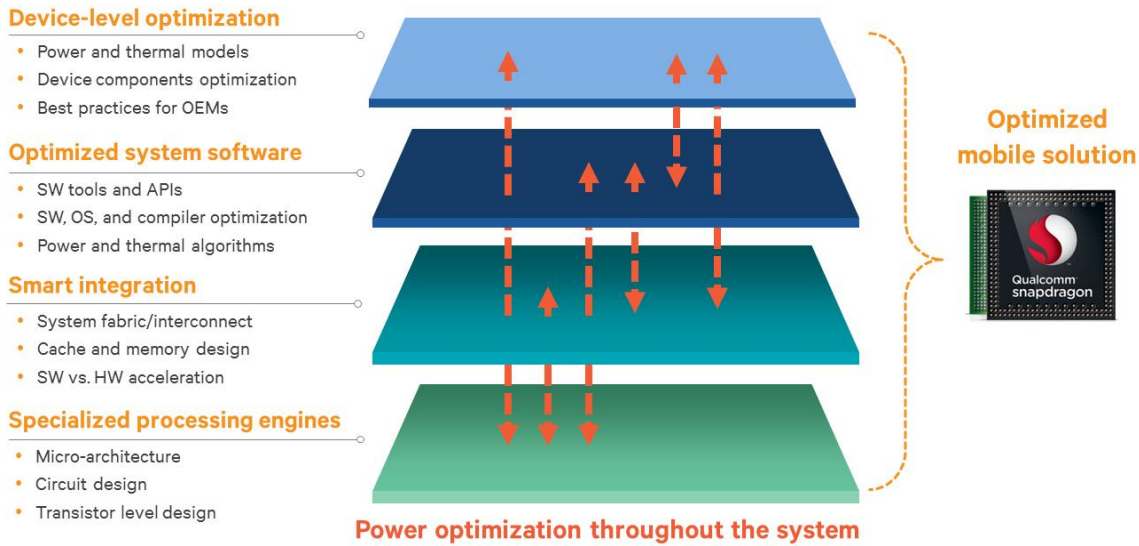 Device-level optimization
• Power and thermal models
• Device components optimization
• Best practices for OEMs
Optimized system software
• SW tools and APIs
• SW, OS, and compiler optimization
• Power and thermal algorithms
Smart integration
• System fabric/interconnect
• Cache and memory design
• SW vs. HW acceleration
Specialized processing engines
• Micro-architecture
• Circuit design
• Transistor level design
Power optimization throughout the system
Optimized
mobile solution
Qualcomm
snapdragon